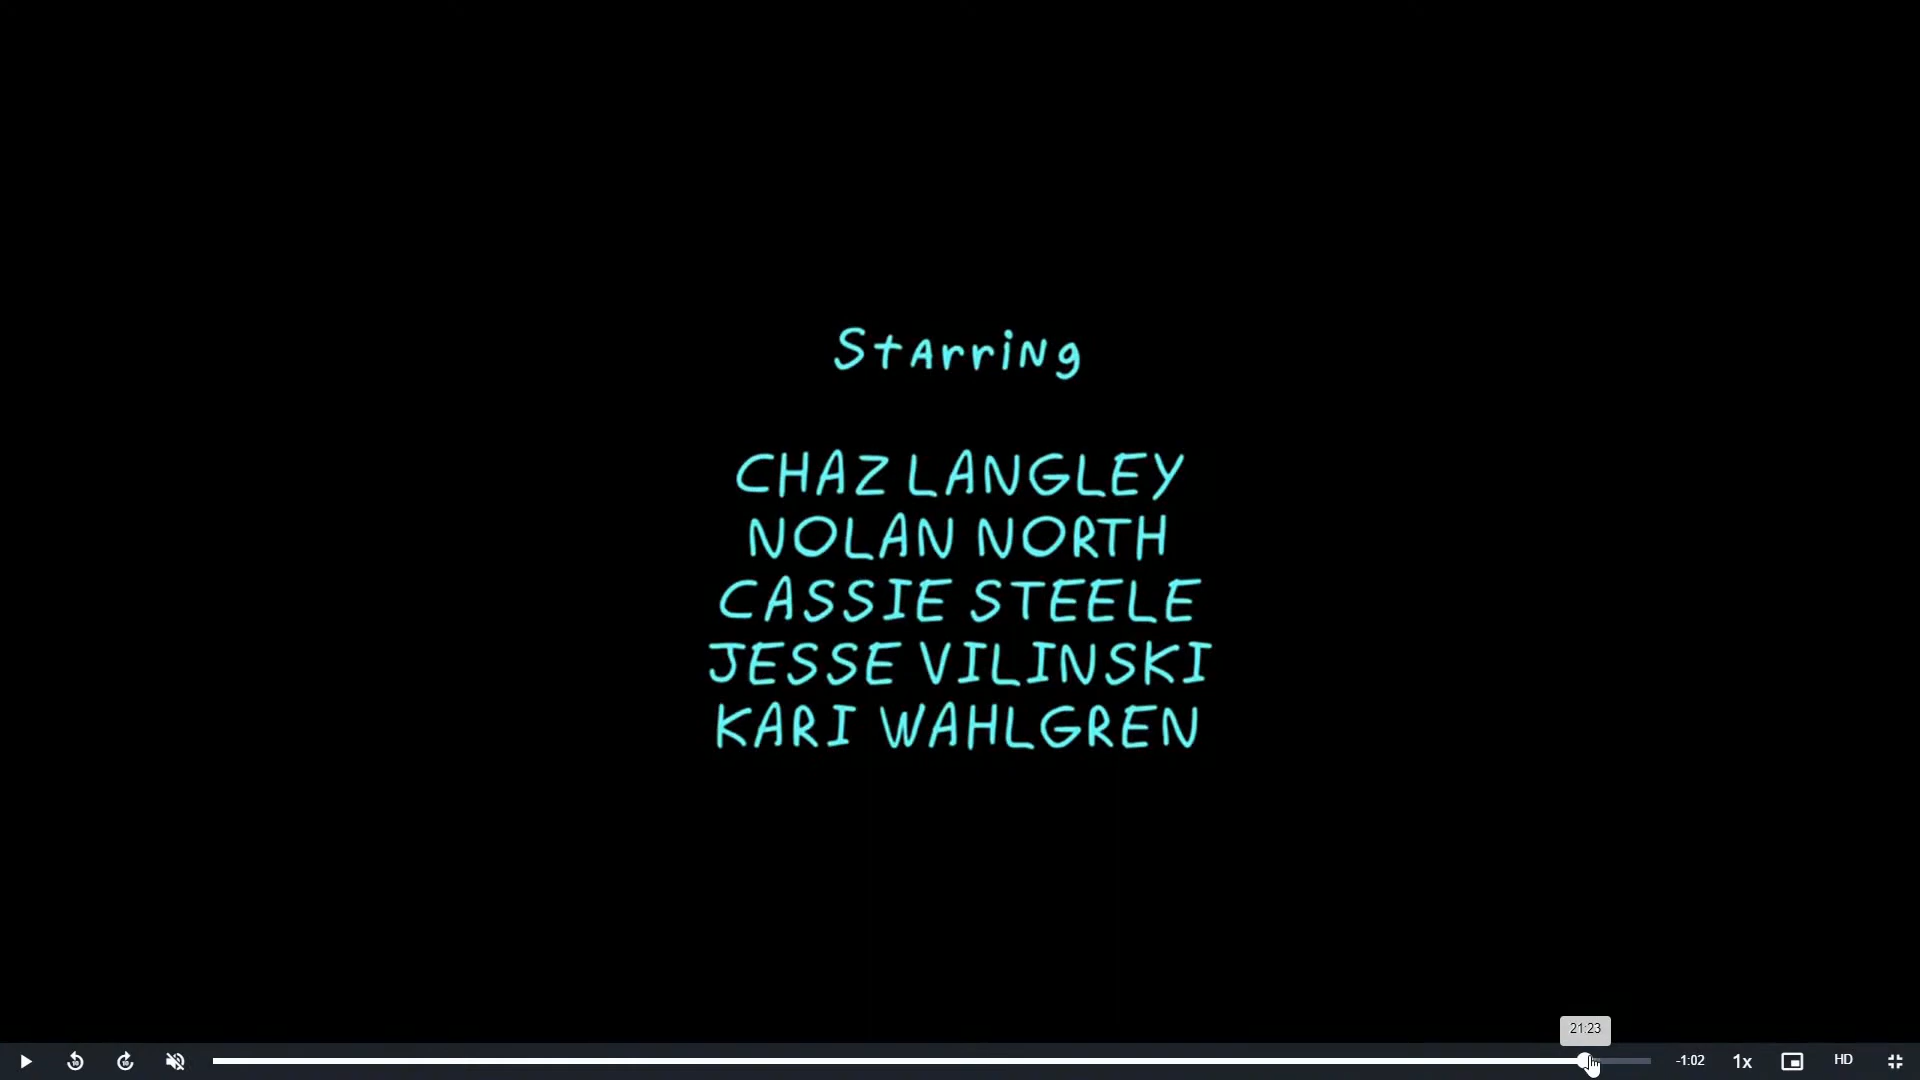 Starring
CHAZ LANGLEY
NOLAN NORTH
CASSIE STEELE
JESSE VILINSKI
KARI WAHLGREN
21:23
-1:02
1x
HD